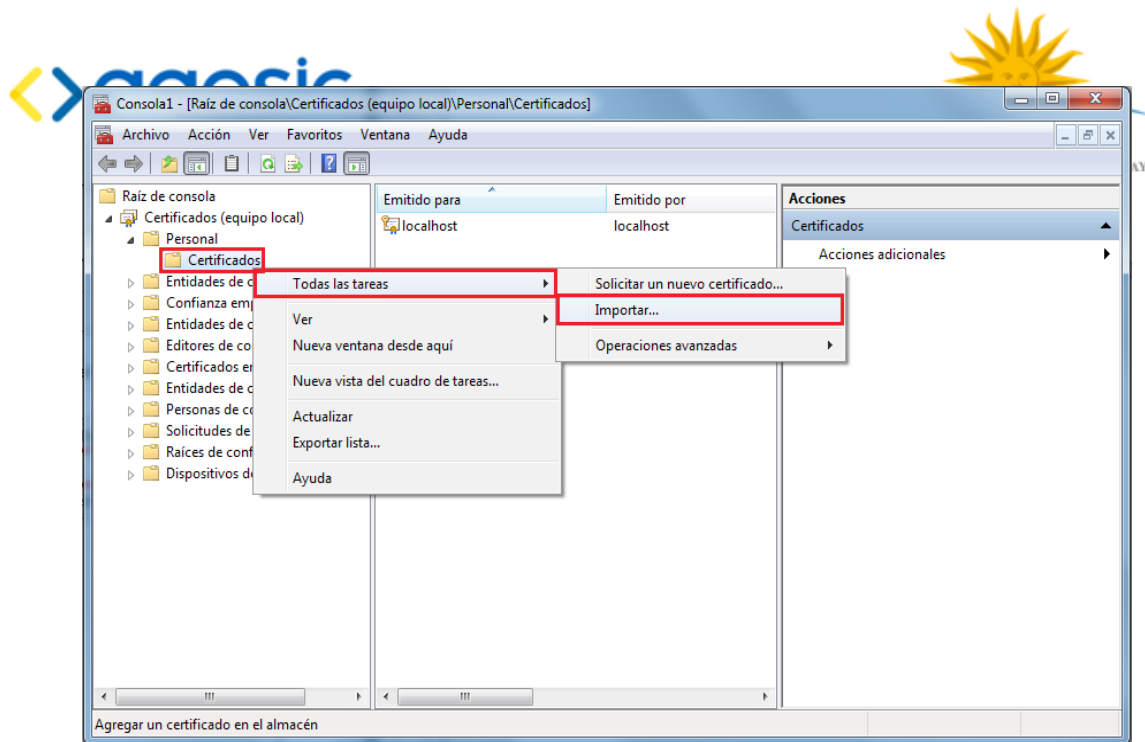 agesic
Consola1 - [Raíz de consola\Certificados (equipo local)\Personal\Certificados]
Archivo Acción Ver Favoritos Ventana Ayuda
Raíz de consola
Certificados (equipo local)
Personal
Certificados
Entidades de c
Confianza em
Entidades de c
Editores de co
Certificados en
Entidades de c
Personas de co
Solicitudes de
Raíces de conf
Dispositivos de
Emitido para Emitido por
localhost localhost
Acciones
Certificados
Acciones adicionales
Todas las tareas
Ver
Nueva ventana desde aquí
Nueva vista del cuadro de tareas...
Actualizar
Exportar lista...
Ayuda
Solicitar un nuevo certificado...
Importar...
Operaciones avanzadas
Agregar un certificado en el almacén
AY